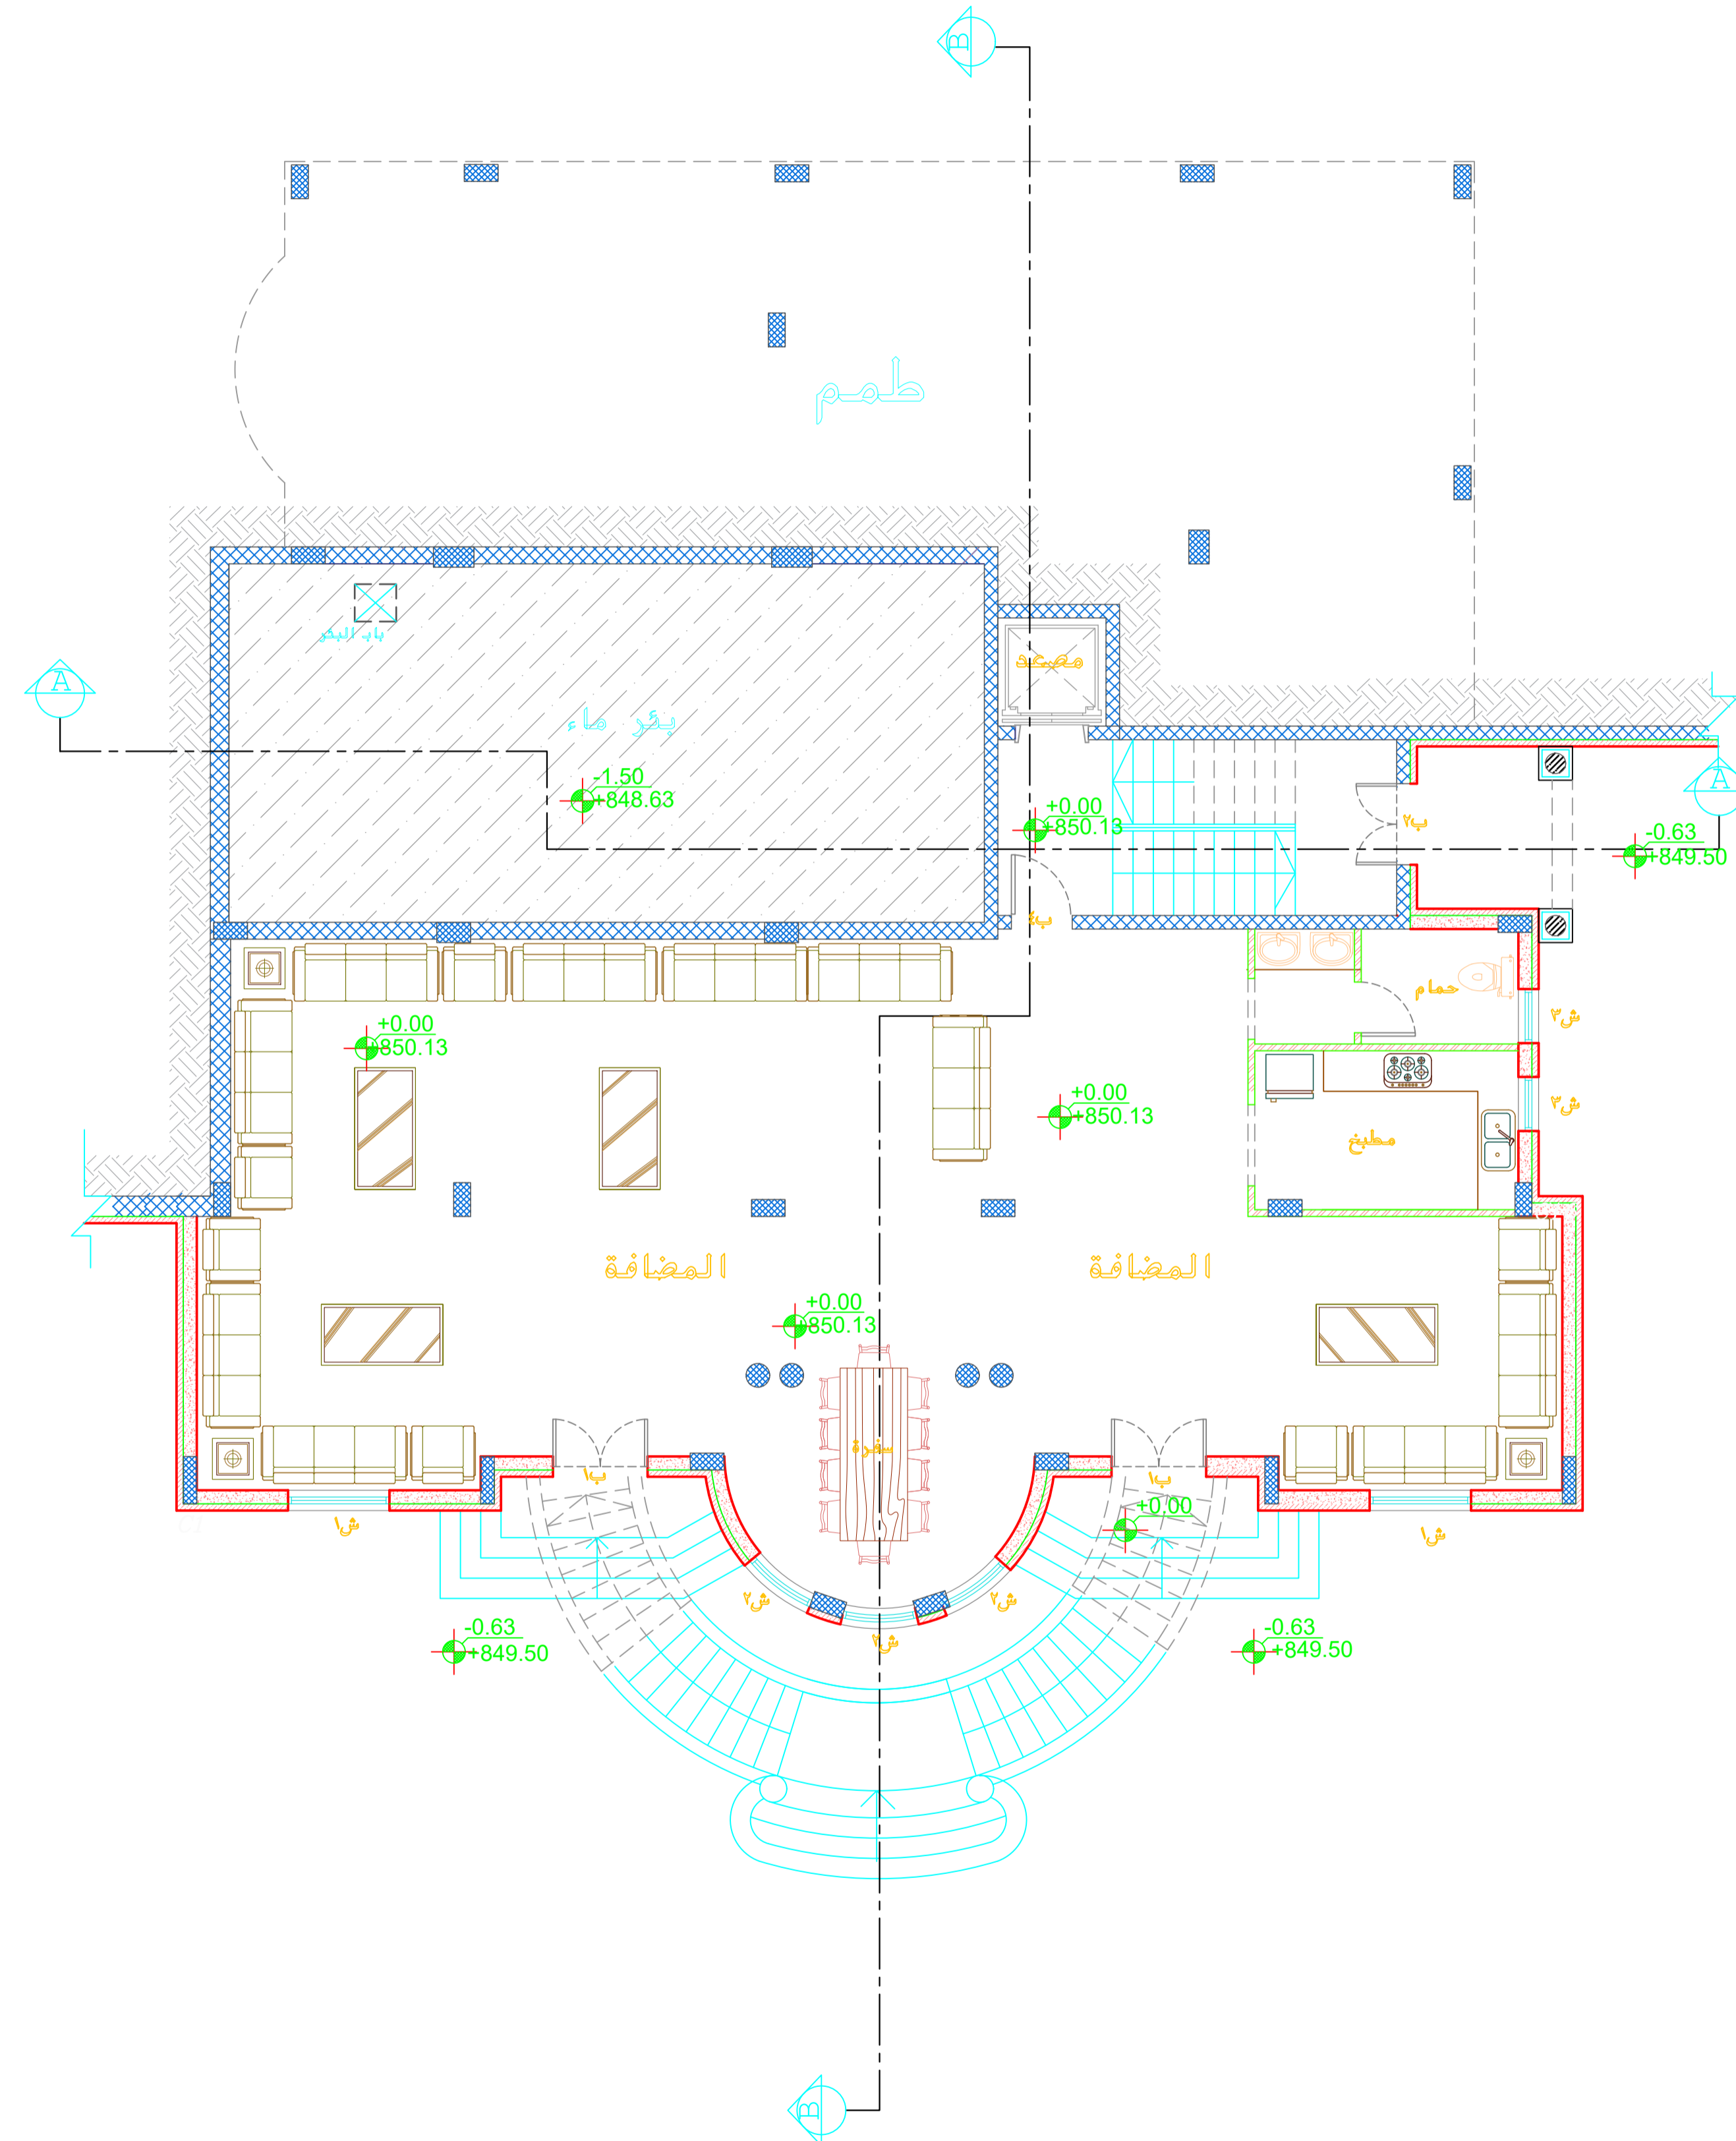 B
طمم
باب البئر
مصعد
A
بئر ماء
A
-1.50
+848.63
+0.00
+850.13
ب٢
-0.63
+849.50
ب٤
حمام
ش٣
+0.00
+850.13
+0.00
+850.13
ش٣
مطبخ
المضافة
المضافة
+0.00
+850.13
سفرة
ب١
ب١
+0.00
+850.13
ش١
ش١
ش٢
ش٢
ش٢
-0.63
+849.50
-0.63
+849.50
B